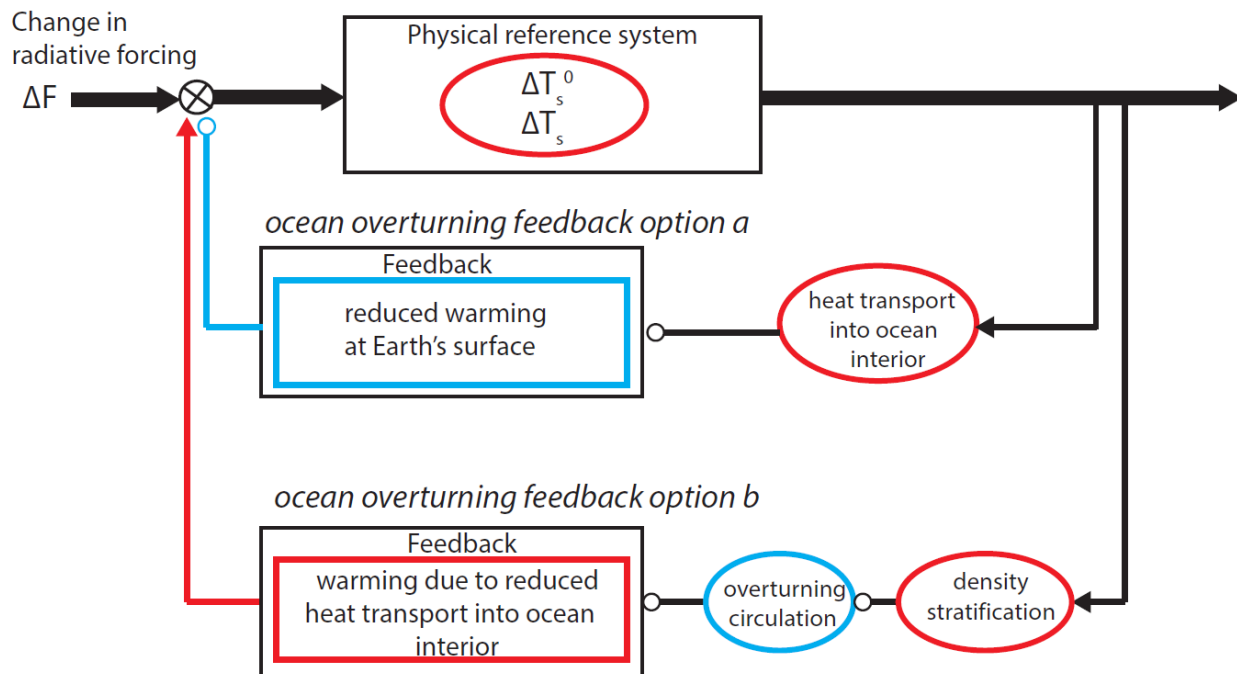 Change in
radiative forcing
ΔF
Physical reference system
ΔTs0
ΔTs
ocean overturning feedback option a
Feedback
reduced warming
at Earth's surface
heat transport
into ocean
interior
ocean overturning feedback option b
Feedback
warming due to reduced
heat transport into ocean
interior
overturning
circulation
density
stratification